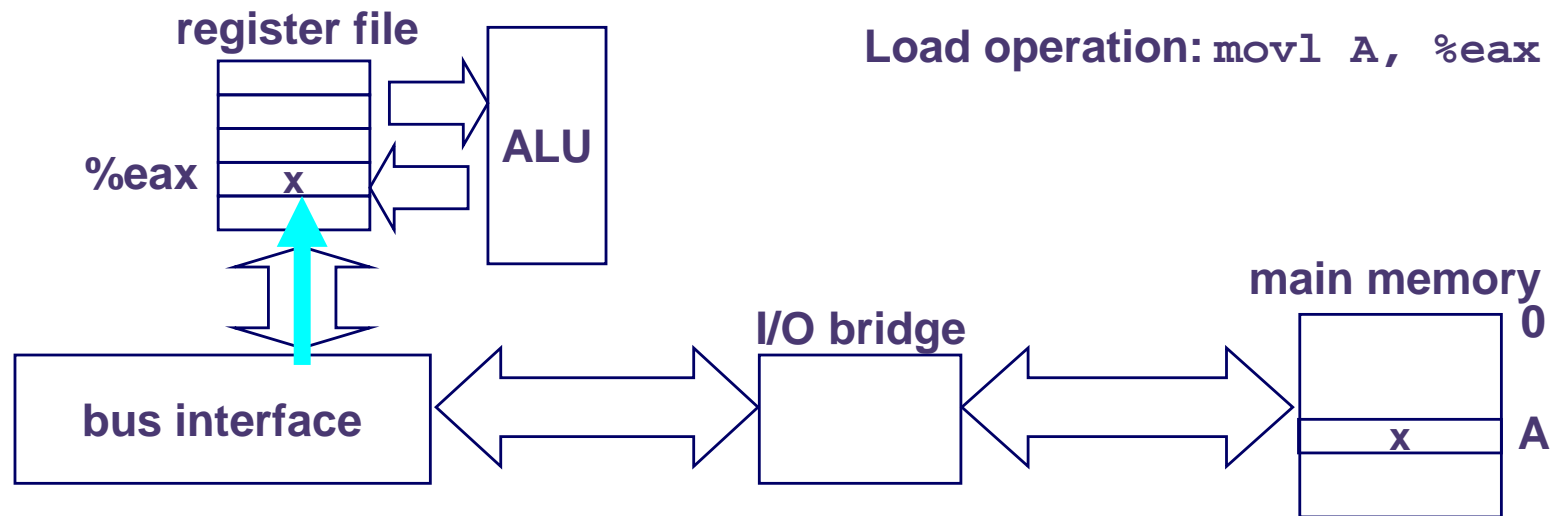 register file
Load operation: movl A, %eax
ALU
%eax
x
main memory
0
I/O bridge
bus interface
x
A